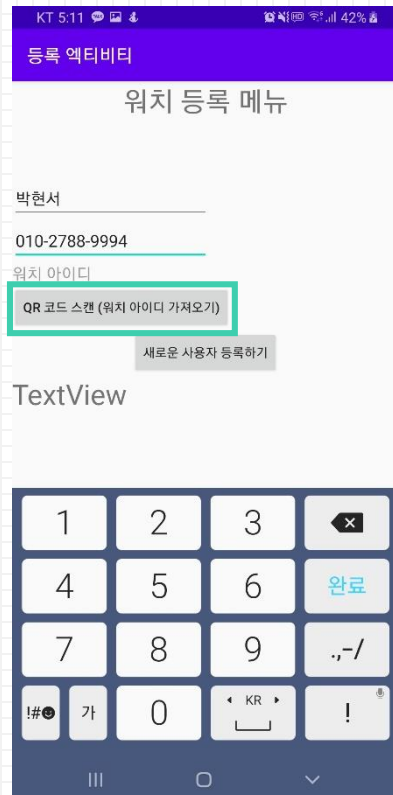 KT 5:11 42%
등록 엑티비티
워치 등록 메뉴
박현서
010-2788-9994
워치 아이디
QR 코드 스캔 (워치 아이디 가져오기)
새로운 사용자 등록하기
TextView
1 2 3
4 5 6 완료
7 8 9 .,-/
!#☻ 가 0 KR !